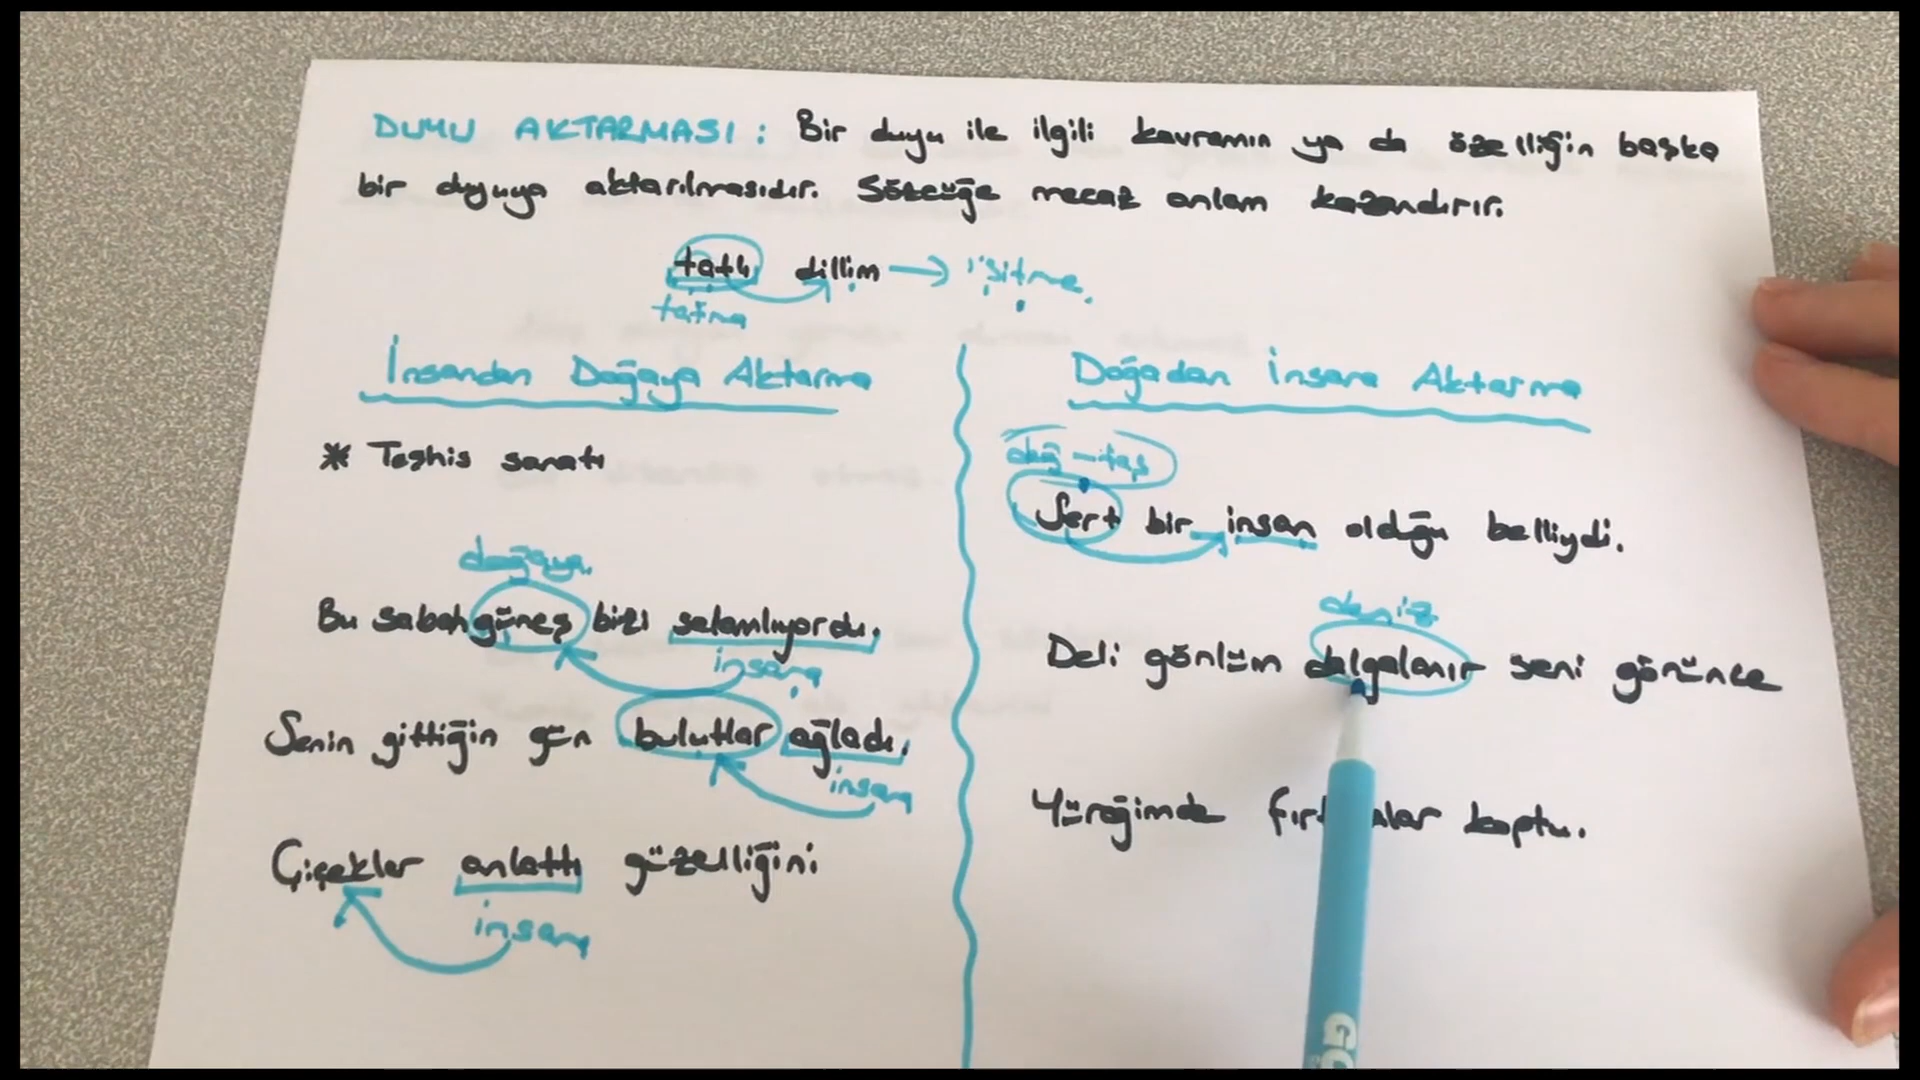 DUYU AKTARMASI : Bir duyu ile ilgili kavramın ya da özelliğin başka
bir duyuya aktarılmasıdır. Sözcüğe mecaz anlam kazandırır.
tatlı dillim → işitme
tatma
İnsandan Doğaya Aktarma
* Teşhis sanatı
doğaya
Bu sabah güneş bizi selamlıyordu.
insan
Senin gittiğin gün bulutlar ağladı.
insan
Çiçekler anlattı güzelliğini
insan
Doğadan İnsana Aktarma
dağ - taş
Sert bir insan olduğu belliydi.
deniz
Deli gönlüm dalgalanır seni görünce
Yüreğimde koptu.